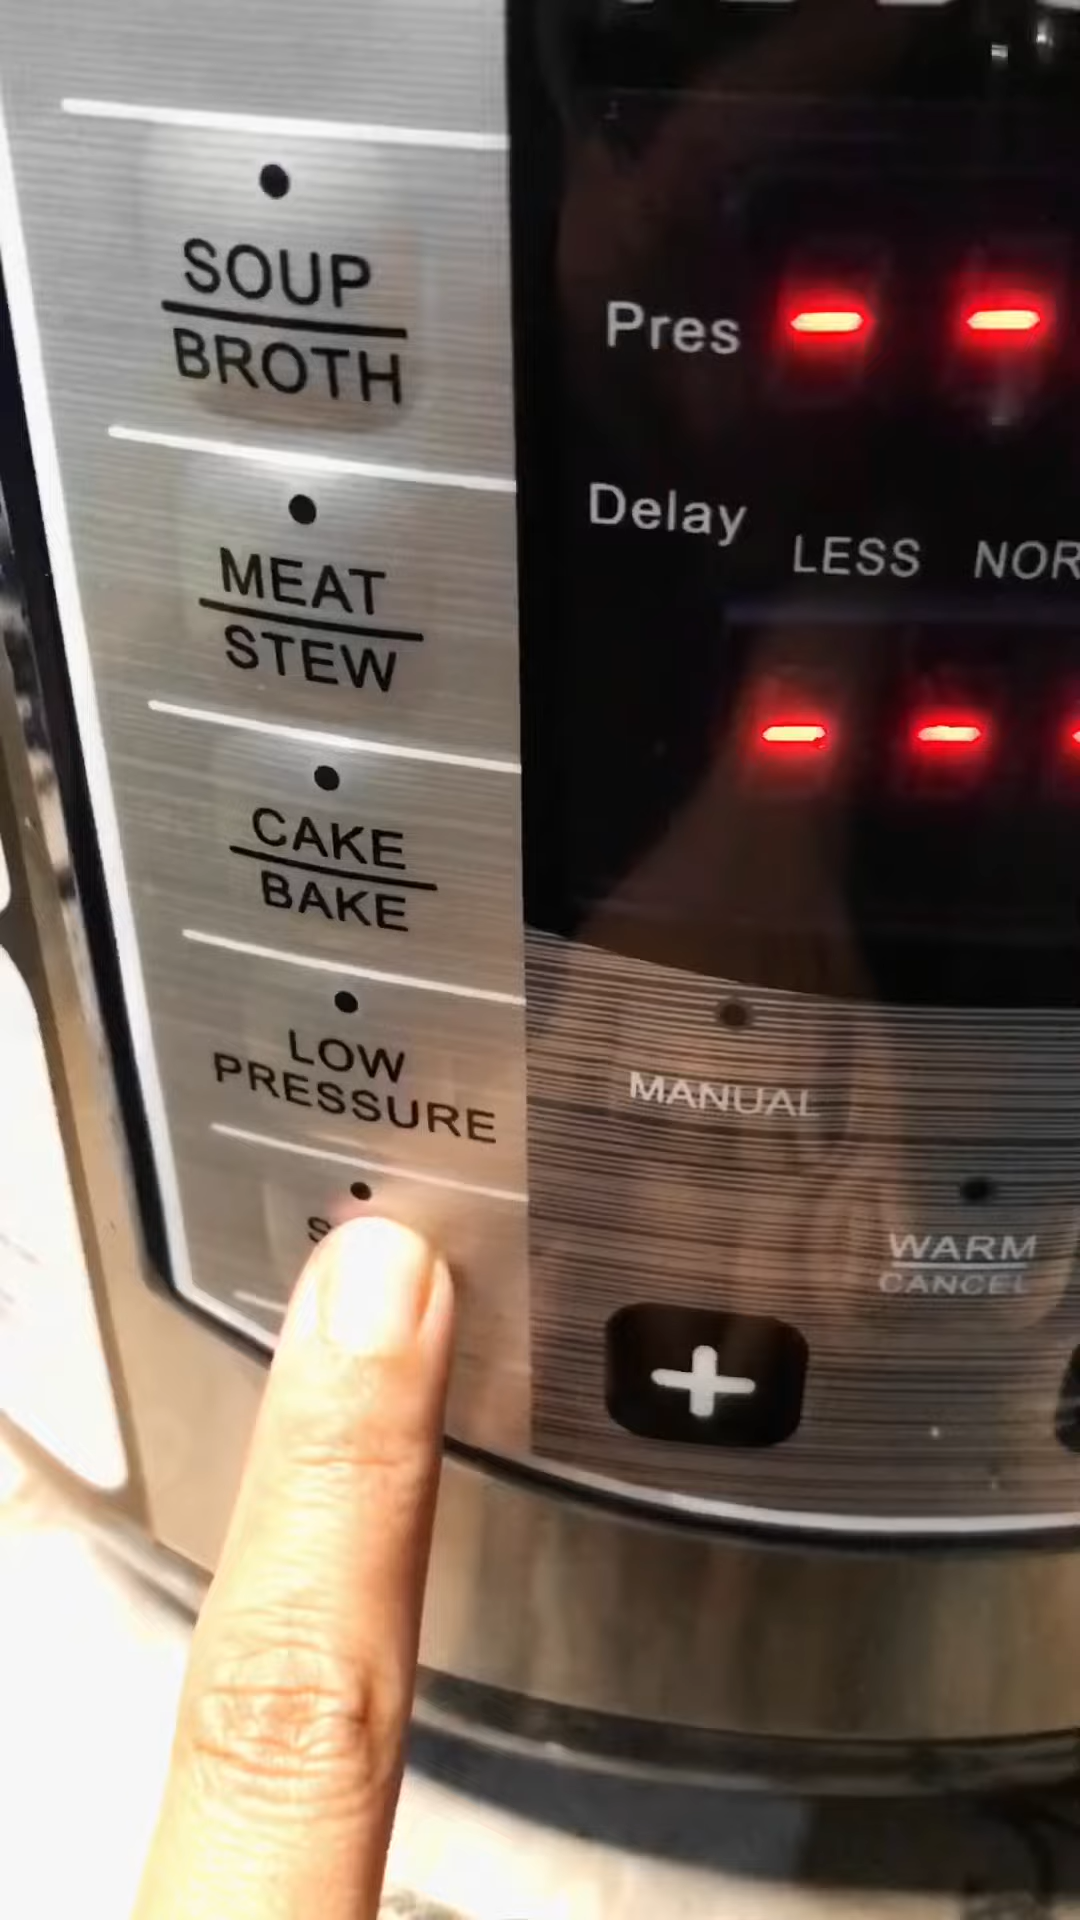 SOUP
BROTH
MEAT
STEW
CAKE
BAKE
LOW
PRESSURE
Pres
Delay
LESS
MANUAL
WARM
CANCEL
+